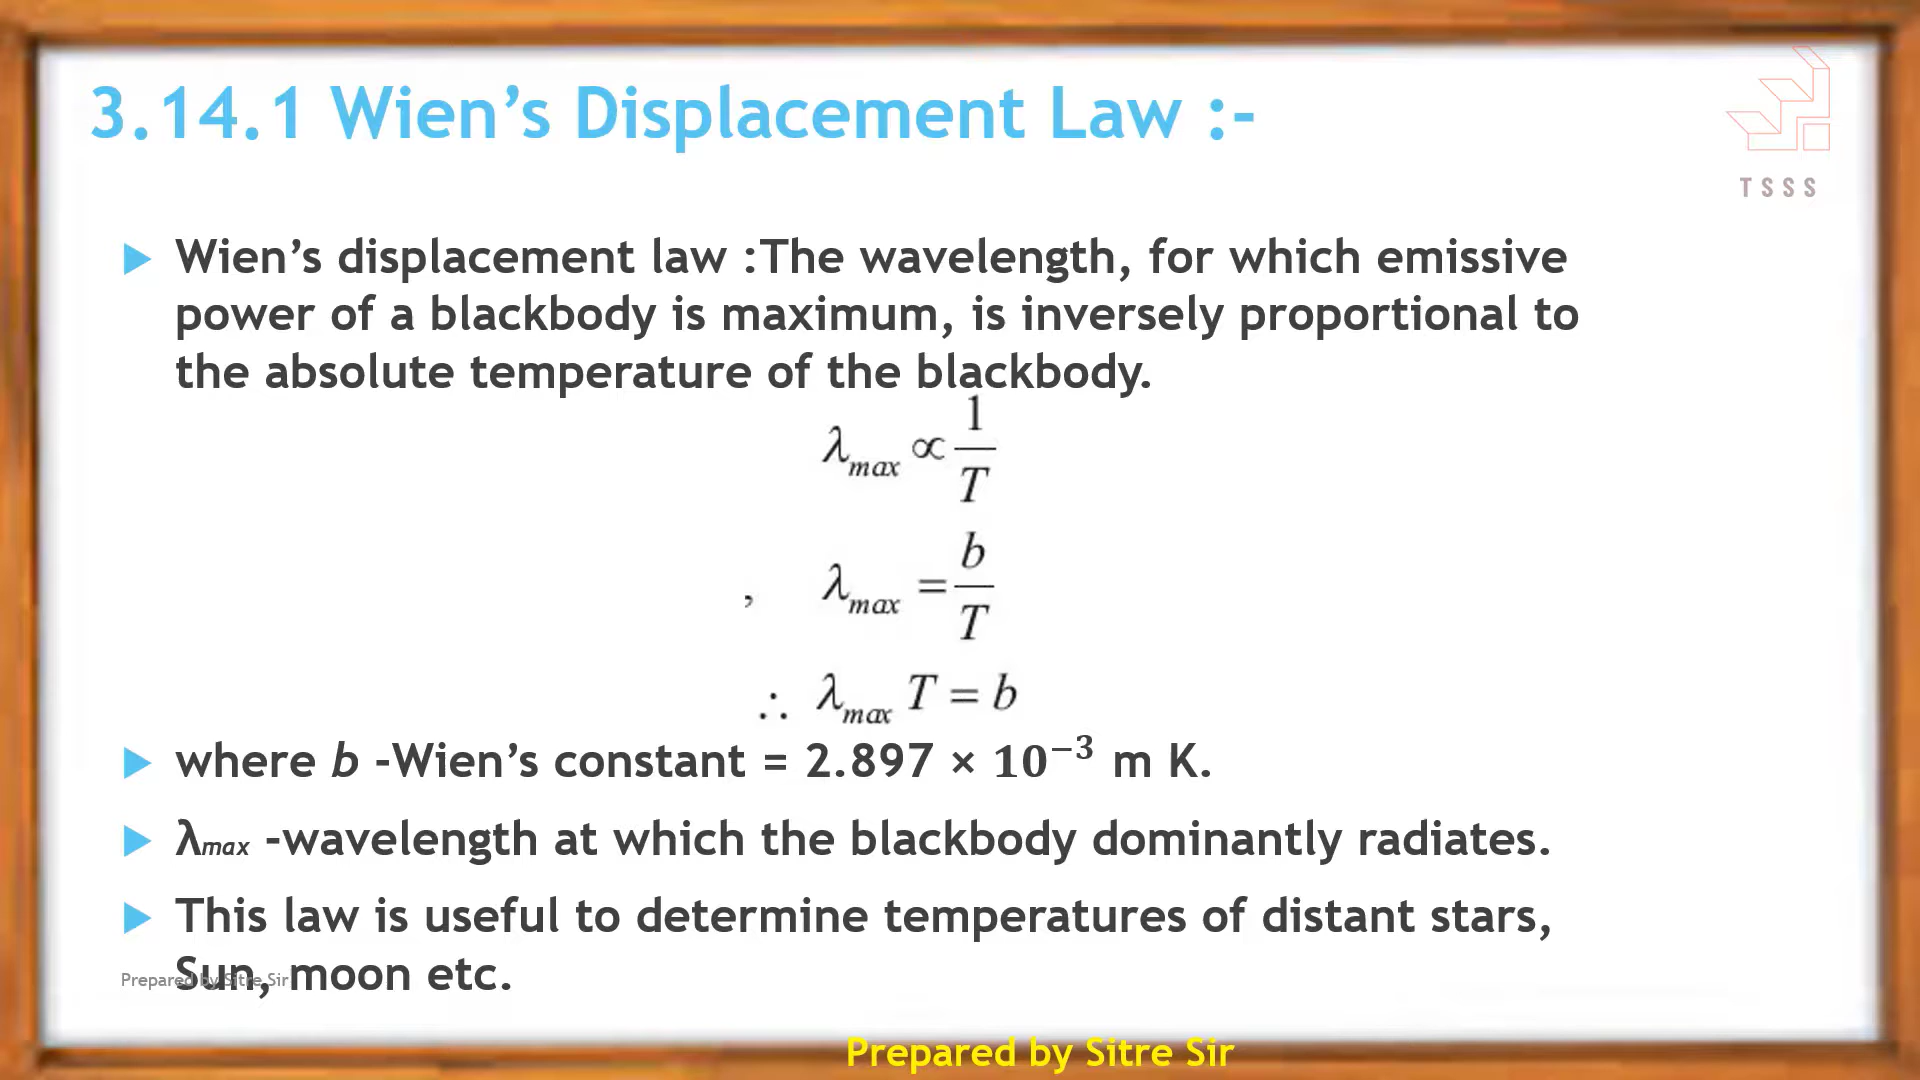 3.14.1 Wien’s Displacement Law :-
TSSS
Wien’s displacement law :The wavelength, for which emissive
power of a blackbody is maximum, is inversely proportional to
the absolute temperature of the blackbody.
λmax ∝ 1/T
, λmax = b/T
∴ λmax T = b
where b -Wien’s constant = 2.897 × 10⁻³ m K.
λmax -wavelength at which the blackbody dominantly radiates.
This law is useful to determine temperatures of distant stars,
Sun, moon etc.
Prepared by Sitre Sir
Prepared by Sitre Sir